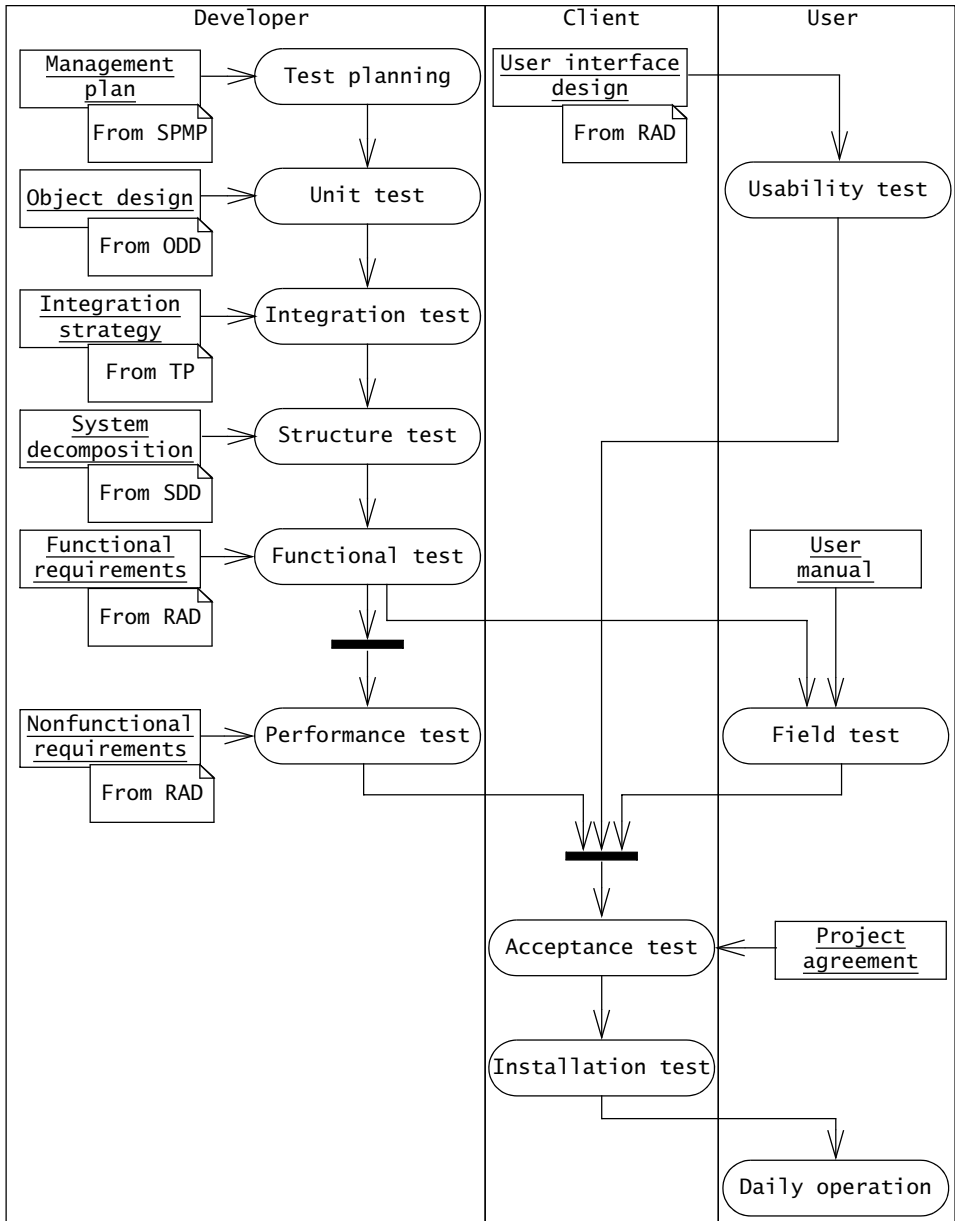 Developer
Client
User
Management
plan
From SPMP
Test planning
User interface
design
From RAD
Object design
From ODD
Unit test
Usability test
Integration
strategy
From TP
Integration test
System
decomposition
From SDD
Structure test
Functional
requirements
From RAD
Functional test
User
manual
Nonfunctional
requirements
From RAD
Performance test
Field test
Acceptance test
Project
agreement
Installation test
Daily operation